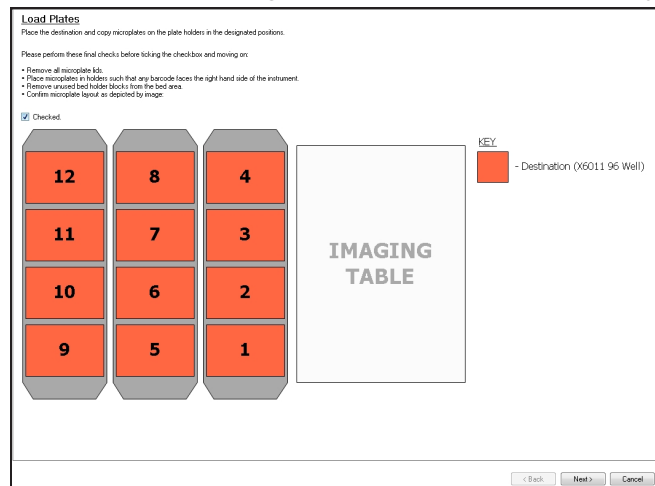 Load Plates
Place the destination and copy microplates on the plate holders in the designated positions.
Please perform these final checks before ticking the checkbox and moving on:
• Remove all microplate lids.
• Place microplates in holders such that any barcode faces the right hand side of the instrument.
• Remove unused bed holder blocks from the bed area.
• Confirm microplate layout as depicted by image:
Checked.
KEY
- Destination (X6011 96 Well)
12 8 4
11 7 3
IMAGING
TABLE
10 6 2
9 5 1
< Back Next > Cancel